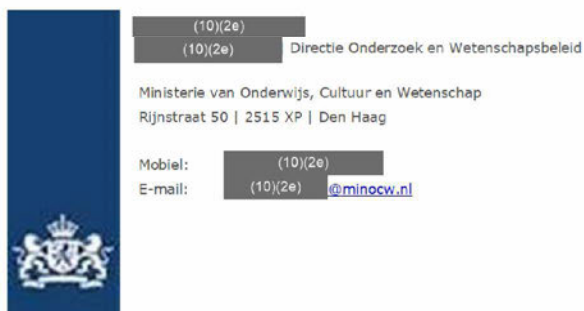 (10)(2e)
(10)(2e) Directie Onderzoek en Wetenschapsbeleid
Ministerie van Onderwijs, Cultuur en Wetenschap
Rijnstraat 50 | 2515 XP | Den Haag
Mobiel: (10)(2e)
E-mail: (10)(2e) @minocw.nl